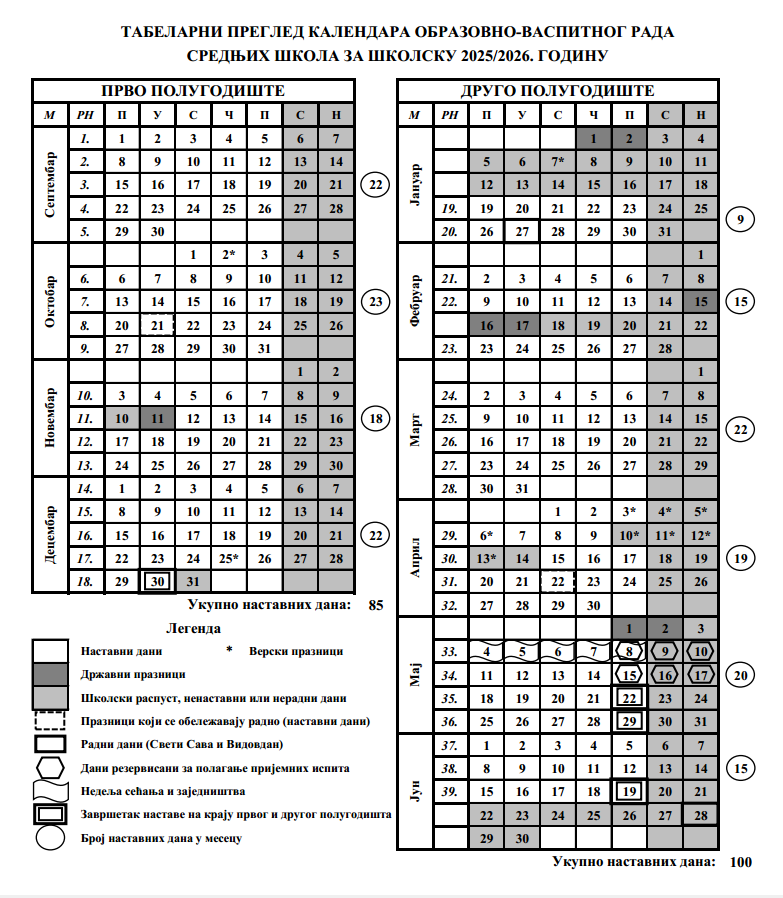 ТАБЕЛАРНИ ПРЕГЛЕД КАЛЕНДАРА ОБРАЗОВНО-ВАСПИТНОГ РАДА
СРЕДЊИХ ШКОЛА ЗА ШКОЛСКУ 2025/2026. ГОДИНУ
ПРВО ПОЛУГОДИШТЕ
М РН П У С Ч П С Н
Септембар
1. 1 2 3 4 5 6 7
2. 8 9 10 11 12 13 14
3. 15 16 17 18 19 20 21 22
4. 22 23 24 25 26 27 28
5. 29 30
Октобар
1 2* 3 4 5
6. 6 7 8 9 10 11 12
7. 13 14 15 16 17 18 19 23
8. 20 21 22 23 24 25 26
9. 27 28 29 30 31
Новембар
1 2
10. 3 4 5 6 7 8 9
11. 10 11 12 13 14 15 16 18
12. 17 18 19 20 21 22 23
13. 24 25 26 27 28 29 30
Децембар
14. 1 2 3 4 5 6 7
15. 8 9 10 11 12 13 14
16. 15 16 17 18 19 20 21 22
17. 22 23 24 25* 26 27 28
18. 29 30 31
Укупно наставних дана: 85
Легенда
Наставни дани * Верски празници
Државни празници
Школски распуст, ненаставни или нерадни дани
Празници који се обележавају радно (наставни дани)
Радни дани (Свети Сава и Видовдан)
Дани резервисани за полагање пријемних испита
Недеља сећања и заједништва
Завршетак наставе на крају првог и другог полугодишта
Број наставних дана у месецу
ДРУГО ПОЛУГОДИШТЕ
М РН П У С Ч П С Н
Јануар
1 2 3 4
5 6 7* 8 9 10 11
12 13 14 15 16 17 18
19. 19 20 21 22 23 24 25
20. 26 27 28 29 30 31 9
Фебруар
1
21. 2 3 4 5 6 7 8
22. 9 10 11 12 13 14 15 15
16 17 18 19 20 21 22
23. 23 24 25 26 27 28
Март
1
24. 2 3 4 5 6 7 8
25. 9 10 11 12 13 14 15 22
26. 16 17 18 19 20 21 22
27. 23 24 25 26 27 28 29
28. 30 31
Април
1 2 3* 4* 5*
29. 6* 7 8 9 10* 11* 12*
30. 13* 14 15 16 17 18 19 19
31. 20 21 22 23 24 25 26
32. 27 28 29 30
Мај
1 2 3
33. 4 5 6 7 8 9 10
34. 11 12 13 14 15 16 17 20
35. 18 19 20 21 22 23 24
36. 25 26 27 28 29 30 31
Јун
37. 1 2 3 4 5 6 7
38. 8 9 10 11 12 13 14 15
39. 15 16 17 18 19 20 21
22 23 24 25 26 27 28
29 30
Укупно наставних дана: 100